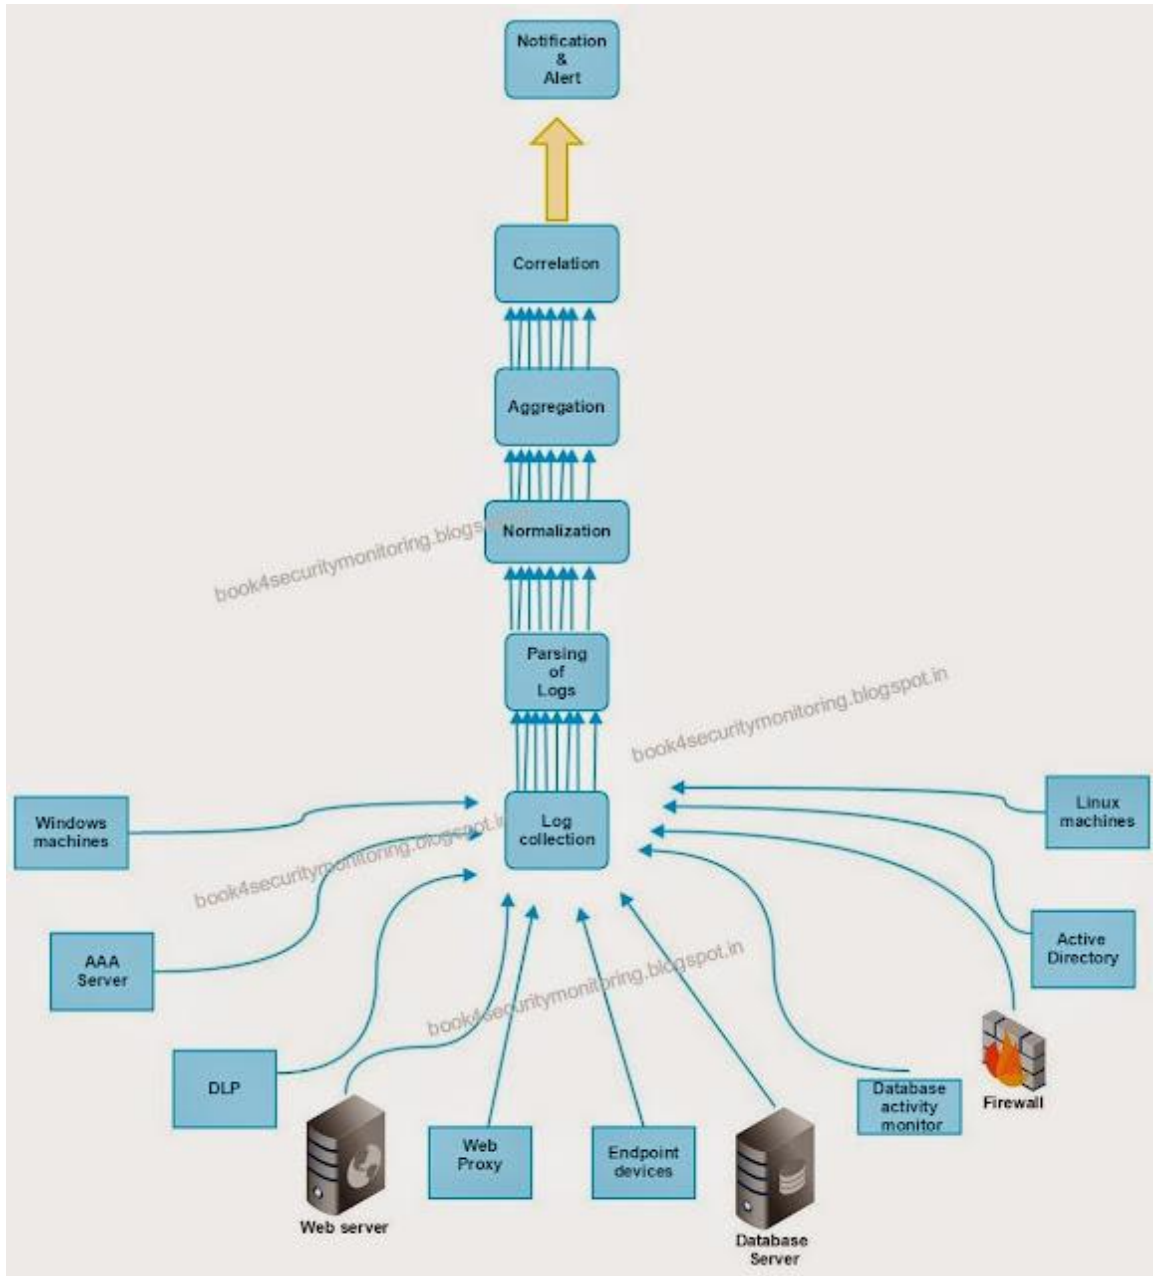 Notification
&
Alert
Correlation
Aggregation
Normalization
book4securitymonitoring.blogs
Parsing
of
Logs
book4securitymonitoring.blogspot.in
Windows
machines
Log
collection
Linux
machines
book4securitymonitoring.blogspot.in
AAA
Server
Active
Directory
book4securitymonitoring.blogspot.in
DLP
Database
activity
monitor
Firewall
Web
Proxy
Endpoint
devices
Web server
Database
Server